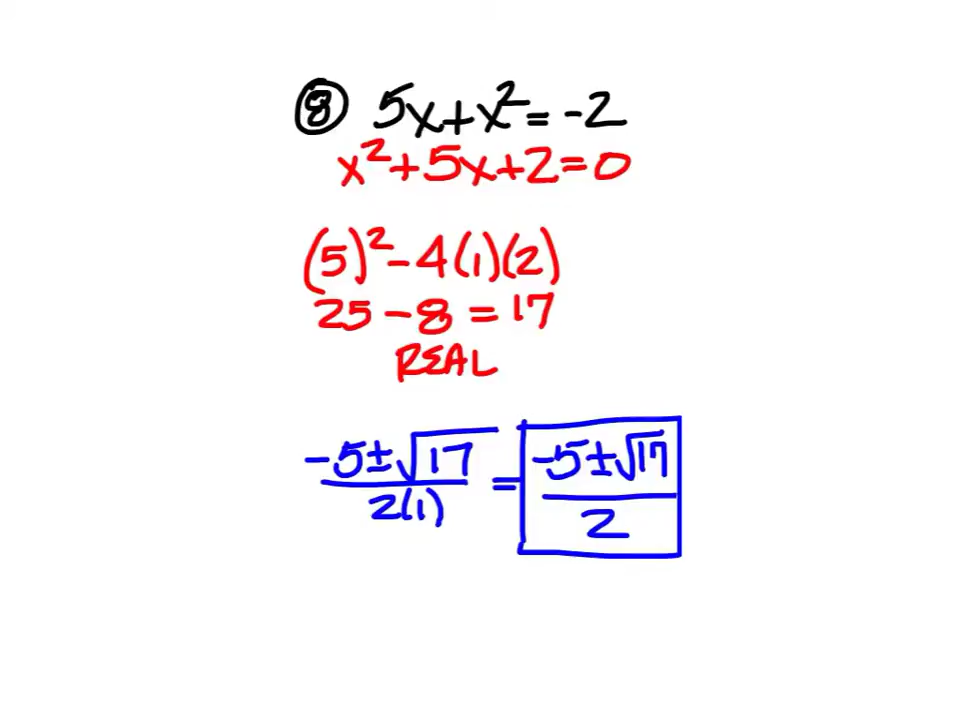 ⑧ 5x+x²=-2
x²+5x+2=0
(5)²-4(1)(2)
25-8=17
REAL
-5±√17/2(1) = -5±√17/2